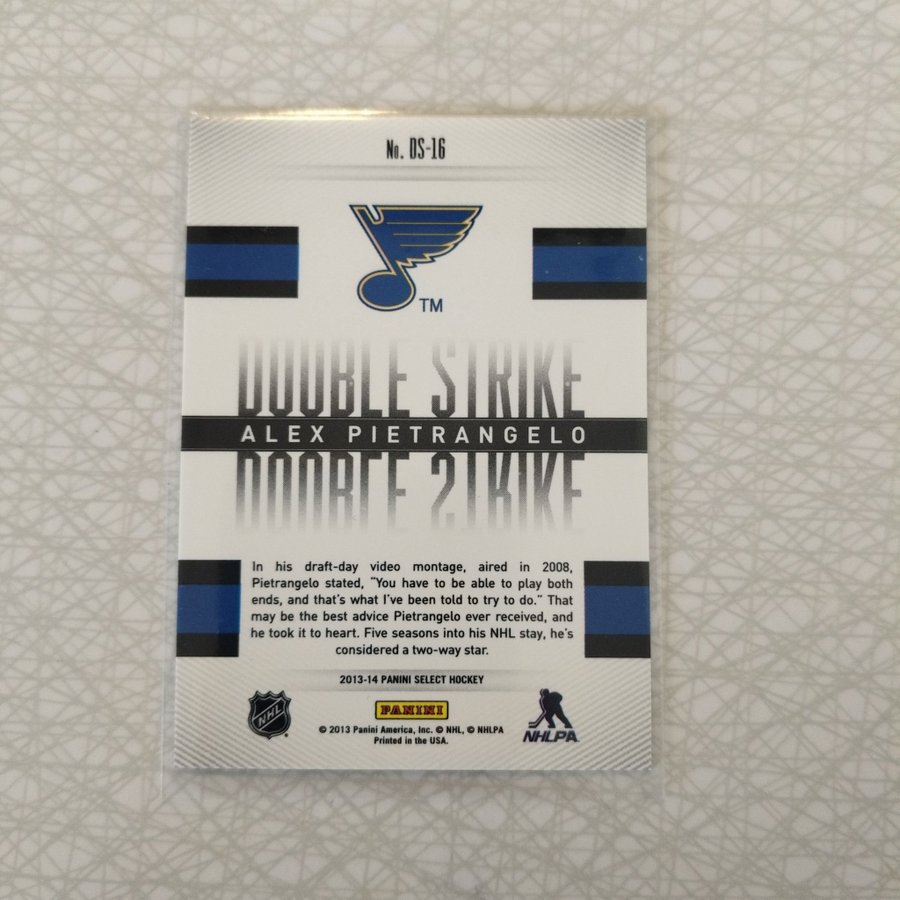 No. DS-16
TM
DOUBLE STRIKE
ALEX PIETRANGELO
DOUBLE STRIKE
In his draft-day video montage, aired in 2008,
Pietrangelo stated, “You have to be able to play both
ends, and that’s what I’ve been told to try to do.” That
may be the best advice Pietrangelo ever received, and
he took it to heart. Five seasons into his NHL stay, he’s
considered a two-way star.
2013-14 PANINI SELECT HOCKEY
NHL
PANINI
© 2013 Panini America, Inc. © NHL, © NHLPA
Printed in the USA.
NHLPA